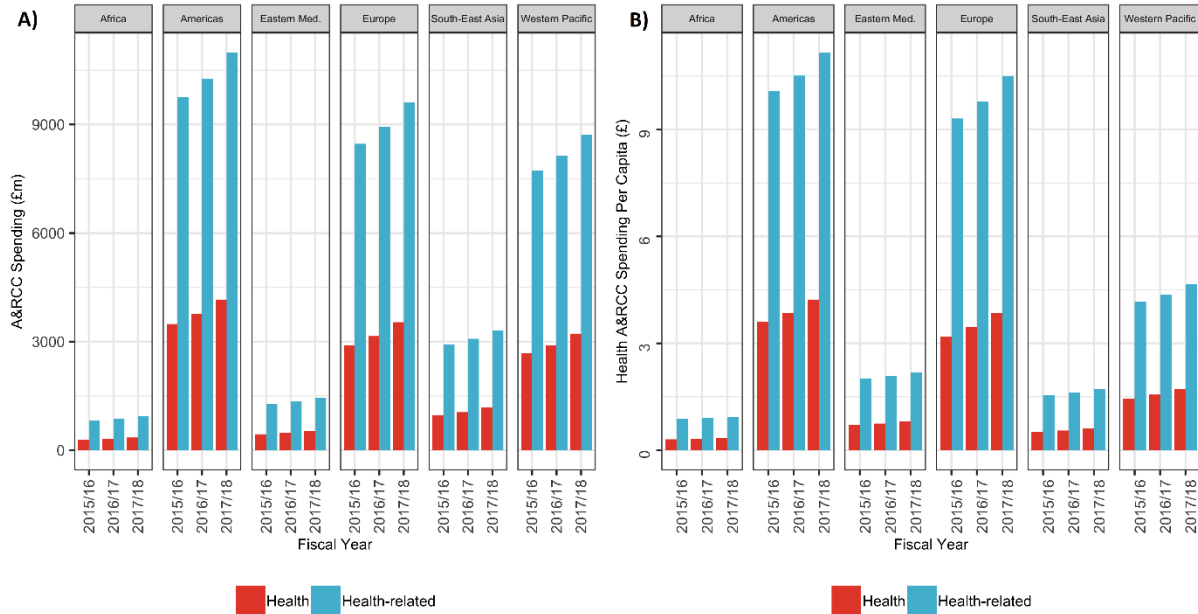 A)
Africa
Americas
Eastern Med.
Europe
South-East Asia
Western Pacific
A&RCC Spending (£m)
9000
6000
3000
0
2015/16
2016/17
2017/18
2015/16
2016/17
2017/18
2015/16
2016/17
2017/18
2015/16
2016/17
2017/18
2015/16
2016/17
2017/18
2015/16
2016/17
2017/18
Fiscal Year
Health
Health-related
B)
Africa
Americas
Eastern Med.
Europe
South-East Asia
Western Pacific
Health A&RCC Spending Per Capita (£)
9
6
3
0
2015/16
2016/17
2017/18
2015/16
2016/17
2017/18
2015/16
2016/17
2017/18
2015/16
2016/17
2017/18
2015/16
2016/17
2017/18
2015/16
2016/17
2017/18
Fiscal Year
Health
Health-related